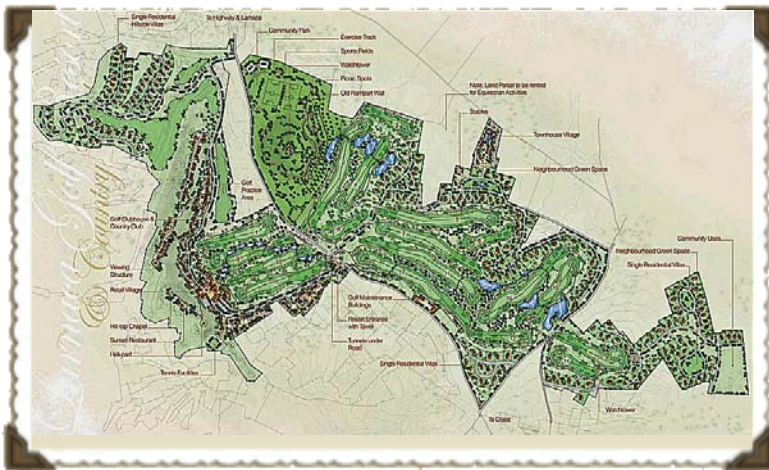 Single Residential
Hillside Villas
To Highway & Larnaca
Community Park
Exercise Track
Sports Fields
Watchtower
Picnic Spots
Old Rampart Wall
Note: Land Parcel to be rented
for Equestrian Activities
Stables
Townhouse Village
Neighbourhood Green Space
Golf
Practice
Area
Golf Clubhouse &
Country Club
Viewing
Structure
Retail Village
Hill top Chapel
Sunset Restaurant
Heli-port
Tennis Facilities
Golf Maintenance
Buildings
Resort Entrance
with Tower
Tunnels under
Road
Single Residential Villas
To Coast
Community Uses
Neighbourhood Green Space
Single Residential Villas
Watchtower
Golf
& Country